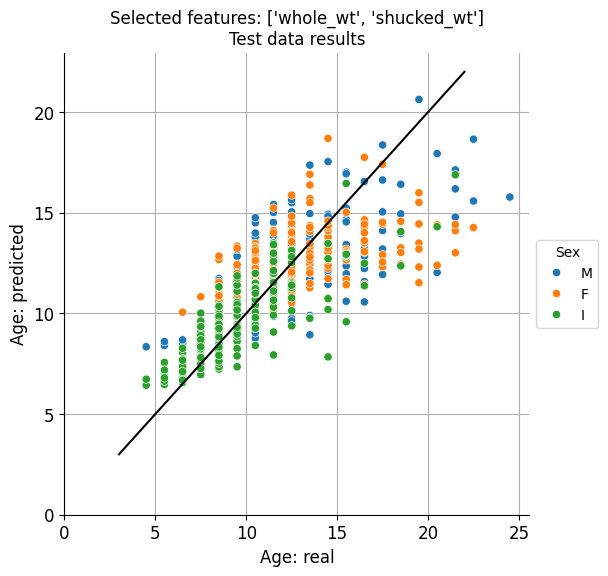 Selected features: ['whole_wt', 'shucked_wt']
Test data results
Age: predicted
20
15
10
5
0
0
5
10
15
20
25
Age: real
Sex
M
F
I